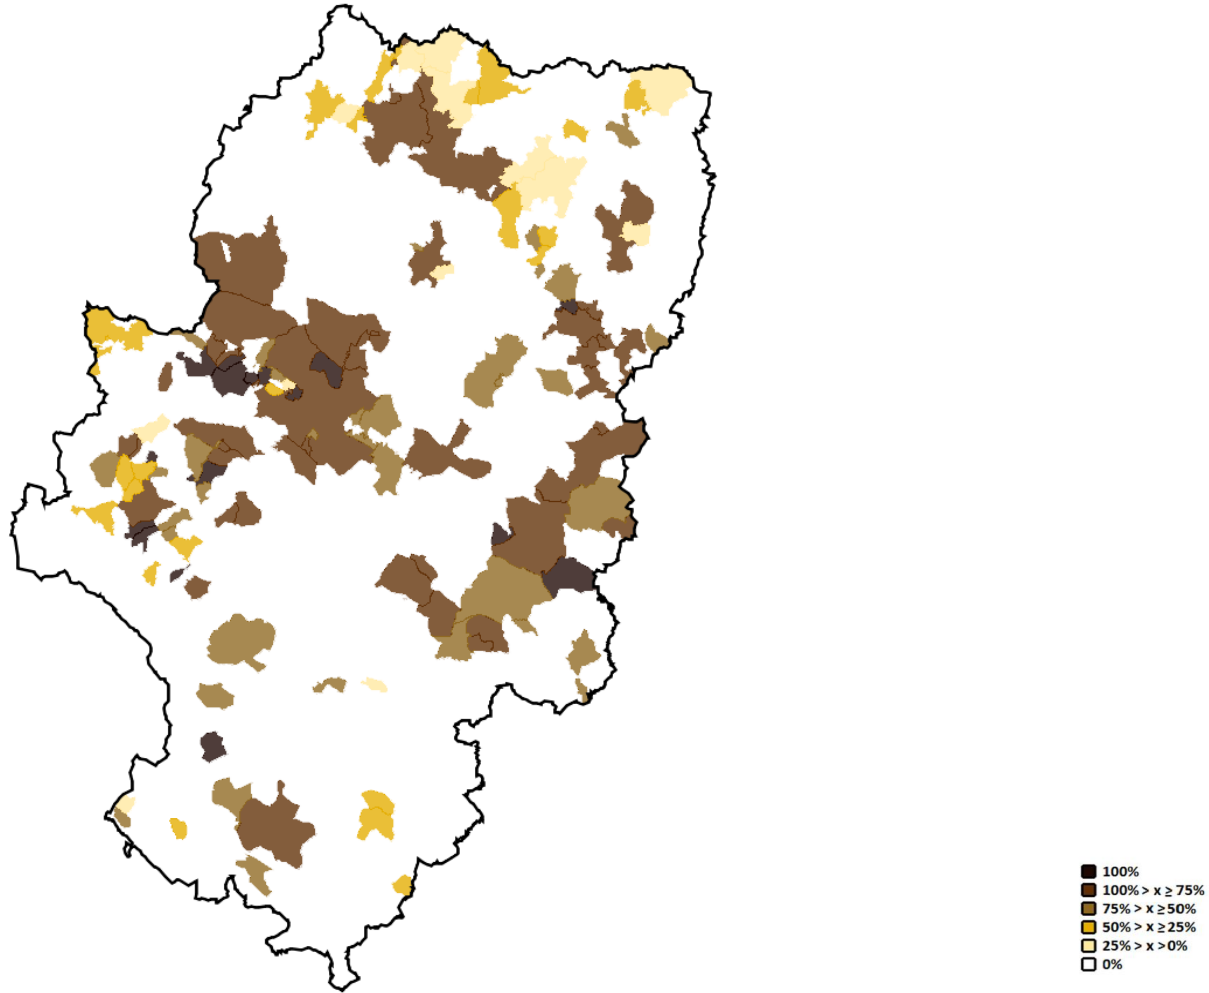 100%
100% > x ≥ 75%
75% > x ≥ 50%
50% > x ≥ 25%
25% > x > 0%
0%